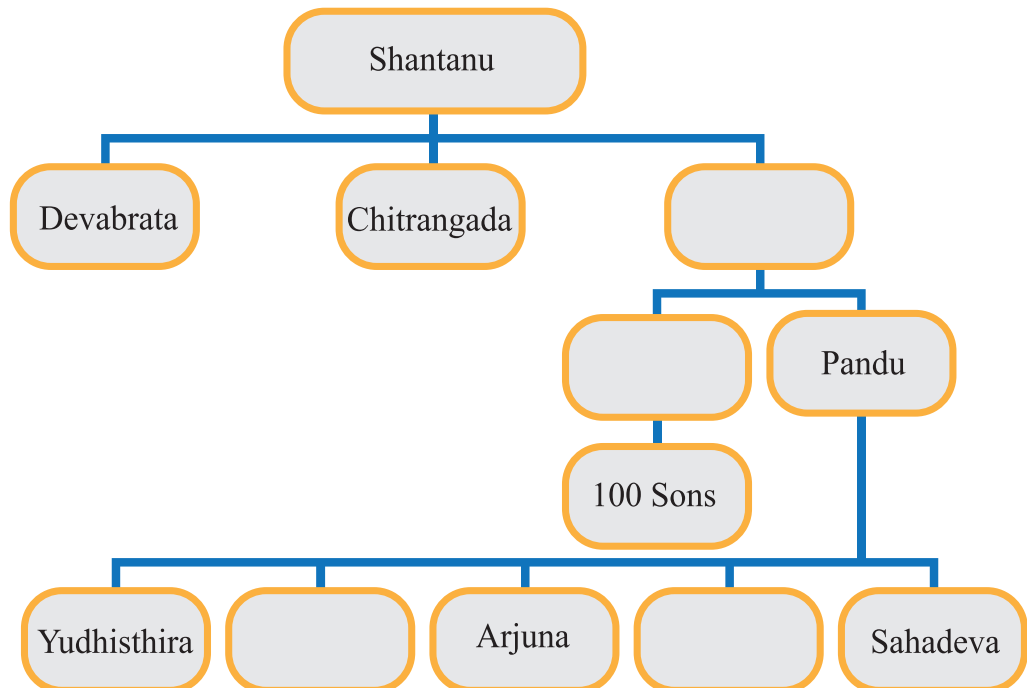 Shantanu
Devabrata
Chitrangada
Pandu
100 Sons
Yudhisthira
Arjuna
Sahadeva